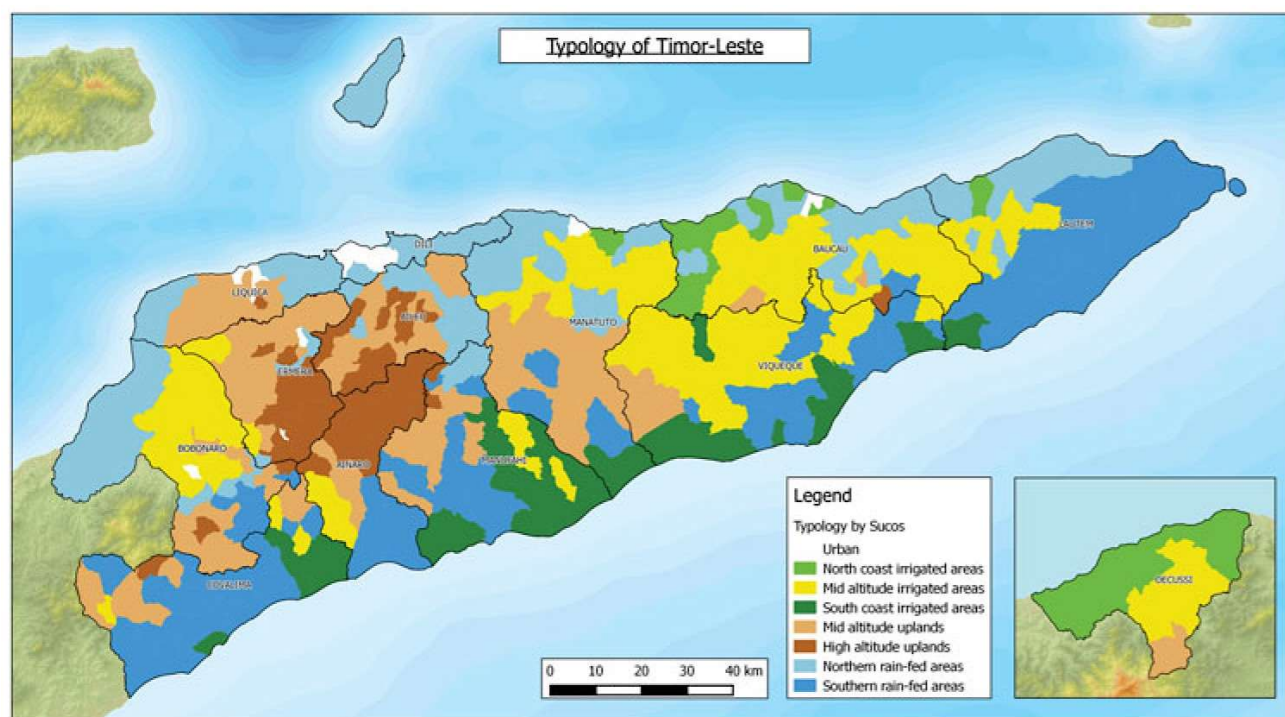 Typology of Timor-Leste
DILI
LAUTEM
BAUCAU
LIQUICA
AILEU
MANATUTO
ERMERA
VIQUEQUE
BOBONARO
AINARO
MANUFAHI
COVALIMA
OECUSSI
Legend
Typology by Sucos
Urban
North coast irrigated areas
Mid altitude irrigated areas
South coast irrigated areas
Mid altitude uplands
High altitude uplands
Northern rain-fed areas
Southern rain-fed areas
0 10 20 30 40 km